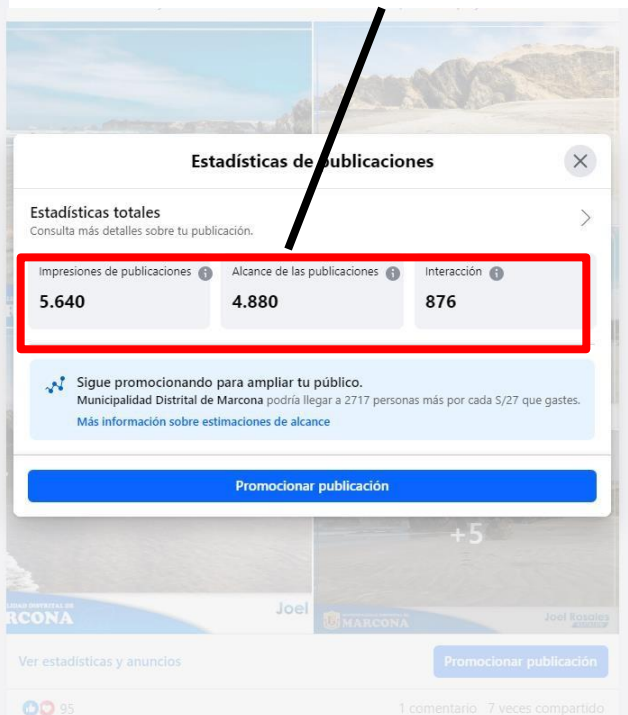 Estadísticas de publicaciones
Estadísticas totales
Consulta más detalles sobre tu publicación.
Impresiones de publicaciones
5.640
Alcance de las publicaciones
4.880
Interacción
876
Sigue promocionando para ampliar tu público.
Municipalidad Distrital de Marcona podría llegar a 2717 personas más por cada S/27 que gastes.
Más información sobre estimaciones de alcance
Promocionar publicación
+5
Joel
MARCONA
Joel Rosales
Ver estadísticas y anuncios
Promocionar publicación
95
1 comentario 7 veces compartido